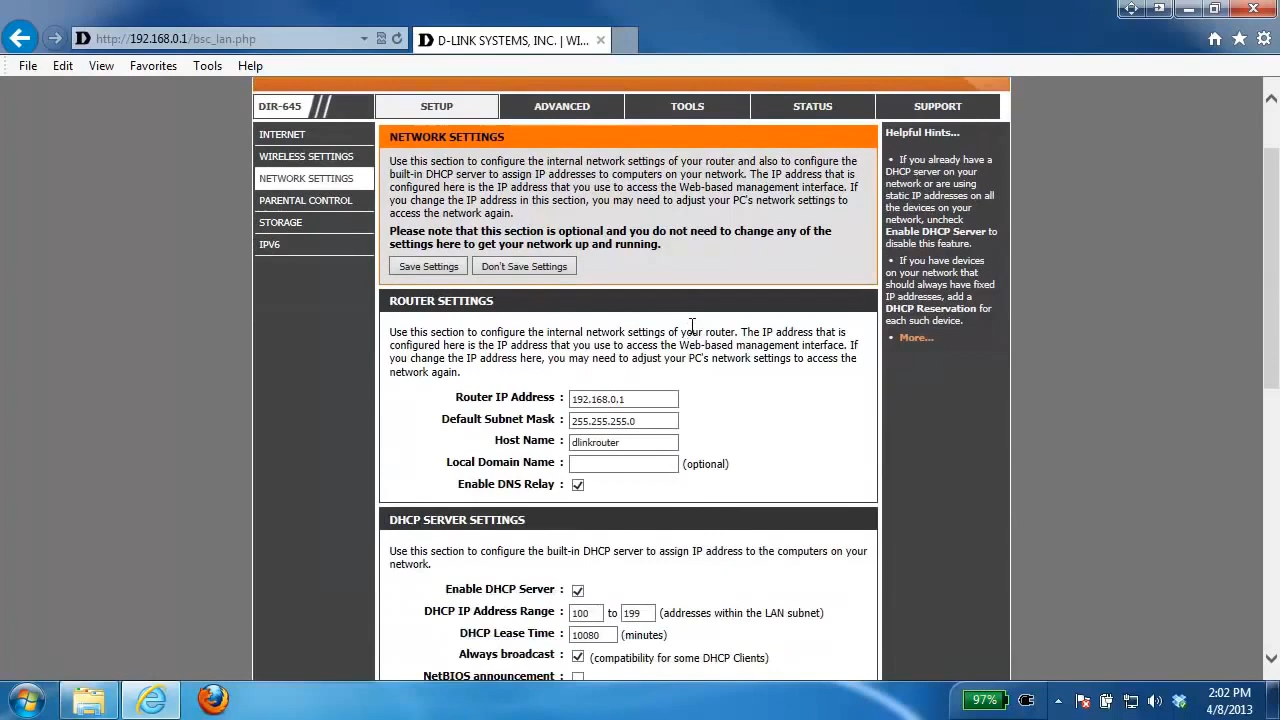 http://192.168.0.1/bsc_lan.php
D-LINK SYSTEMS, INC. | WI...
File Edit View Favorites Tools Help
DIR-645 SETUP ADVANCED TOOLS STATUS SUPPORT
INTERNET
WIRELESS SETTINGS
NETWORK SETTINGS
PARENTAL CONTROL
STORAGE
IPV6
NETWORK SETTINGS
Use this section to configure the internal network settings of your router and also to configure the
built-in DHCP server to assign IP addresses to computers on your network. The IP address that is
configured here is the IP address that you use to access the Web-based management interface. If
you change the IP address in this section, you may need to adjust your PC's network settings to
access the network again.
Please note that this section is optional and you do not need to change any of the
settings here to get your network up and running.
Save Settings Don't Save Settings
ROUTER SETTINGS
Use this section to configure the internal network settings of your router. The IP address that is
configured here is the IP address that you use to access the Web-based management interface. If
you change the IP address here, you may need to adjust your PC's network settings to access the
network again.
Router IP Address : 192.168.0.1
Default Subnet Mask : 255.255.255.0
Host Name : dlinkrouter
Local Domain Name : (optional)
Enable DNS Relay :
DHCP SERVER SETTINGS
Use this section to configure the built-in DHCP server to assign IP address to the computers on your
network.
Enable DHCP Server :
DHCP IP Address Range : 100 to 199 (addresses within the LAN subnet)
DHCP Lease Time : 10080 (minutes)
Always broadcast : (compatibility for some DHCP Clients)
NetBIOS announcement :
Helpful Hints...
• If you already have a
DHCP server on your
network or are using
static IP addresses on all
the devices on your
network, uncheck
Enable DHCP Server to
disable this feature.
• If you have devices
on your network that
should always have fixed
IP addresses, add a
DHCP Reservation for
each such device.
• More...
97%
2:02 PM
4/8/2013